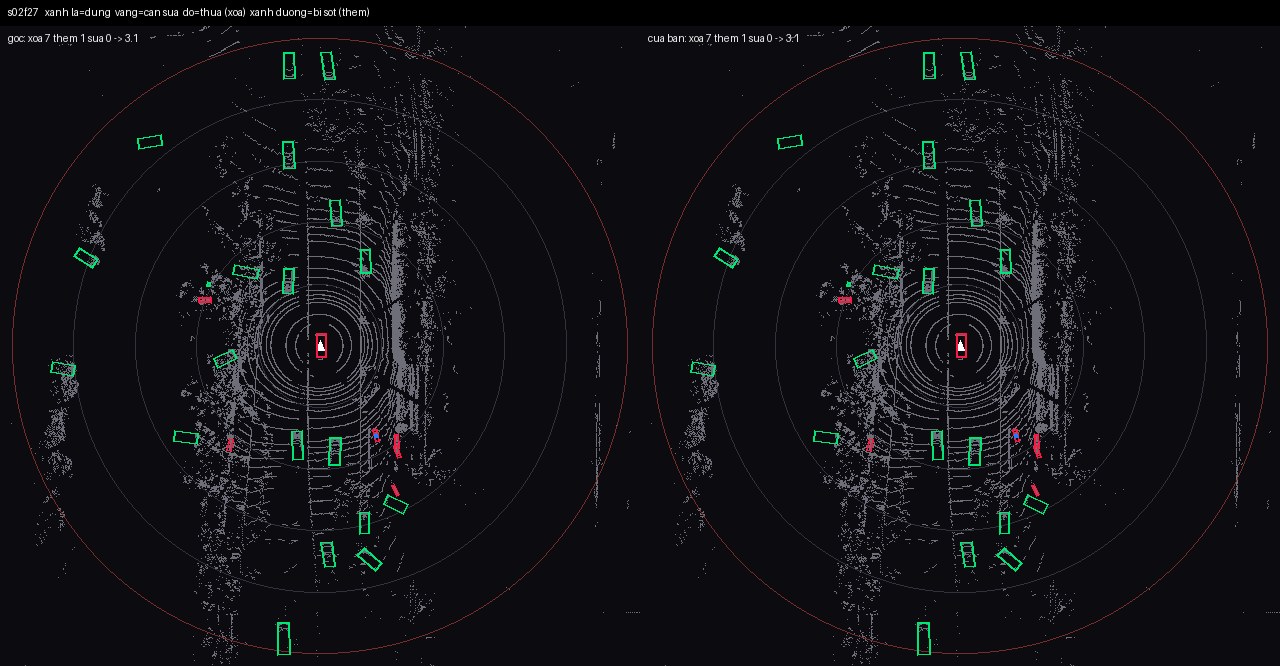 s02f27 xanh la=dung vang=can sua do=thua (xoa) xanh duong=bi sot (them)
goc: xoa 7 them 1 sua 0 -> 3.1
cua ban: xoa 7 them 1 sua 0 -> 3.1